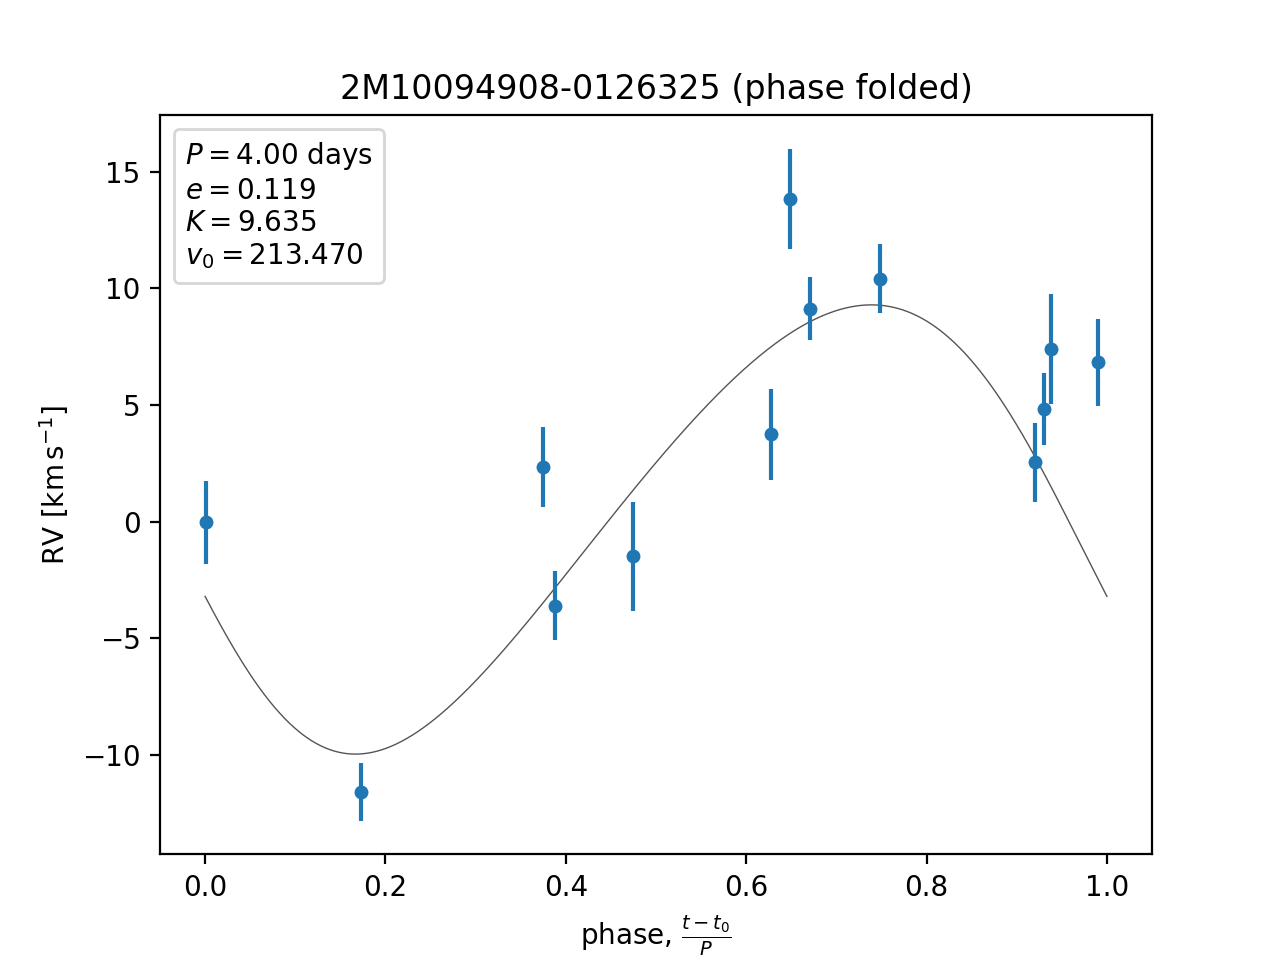 2M10094908-0126325 (phase folded)
P = 4.00 days
e = 0.119
K = 9.635
v₀ = 213.470
15
10
5
0
−5
−10
RV [km s⁻¹]
0.0 0.2 0.4 0.6 0.8 1.0
phase, (t − t₀)/P